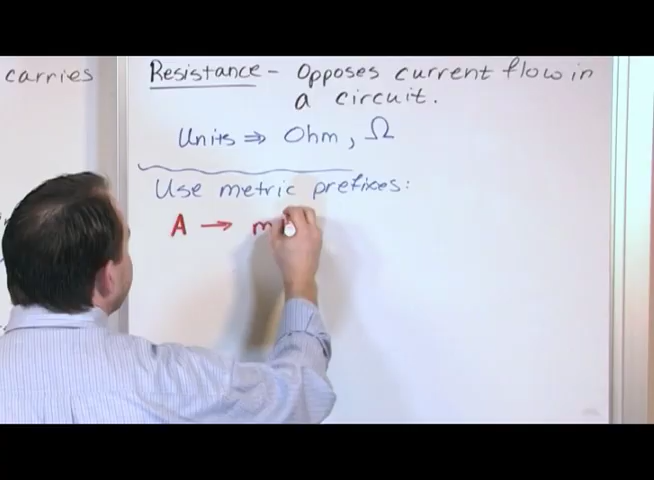 carries
Resistance - Opposes current flow in
a circuit.
Units ⇒ Ohm, Ω
Use metric prefixes:
A → m